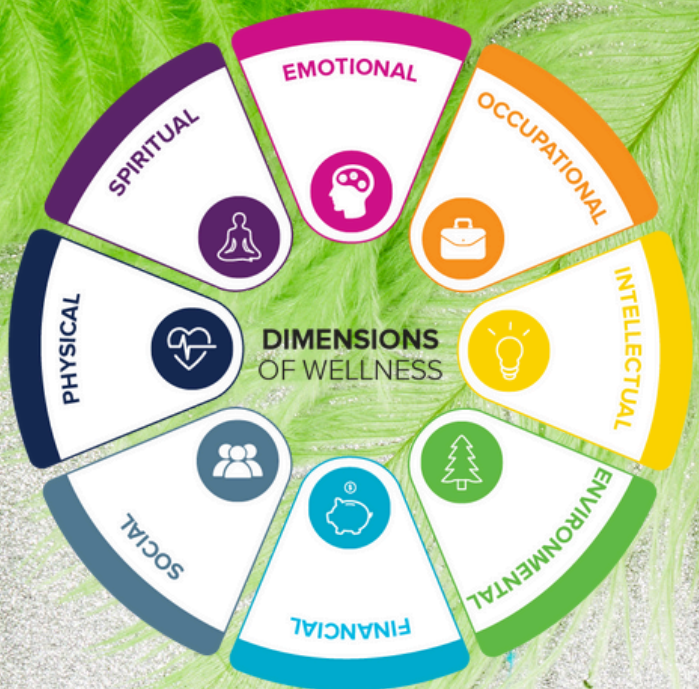 EMOTIONAL
OCCUPATIONAL
INTELLECTUAL
ENVIRONMENTAL
FINANCIAL
SOCIAL
PHYSICAL
SPIRITUAL
DIMENSIONS
OF WELLNESS
$